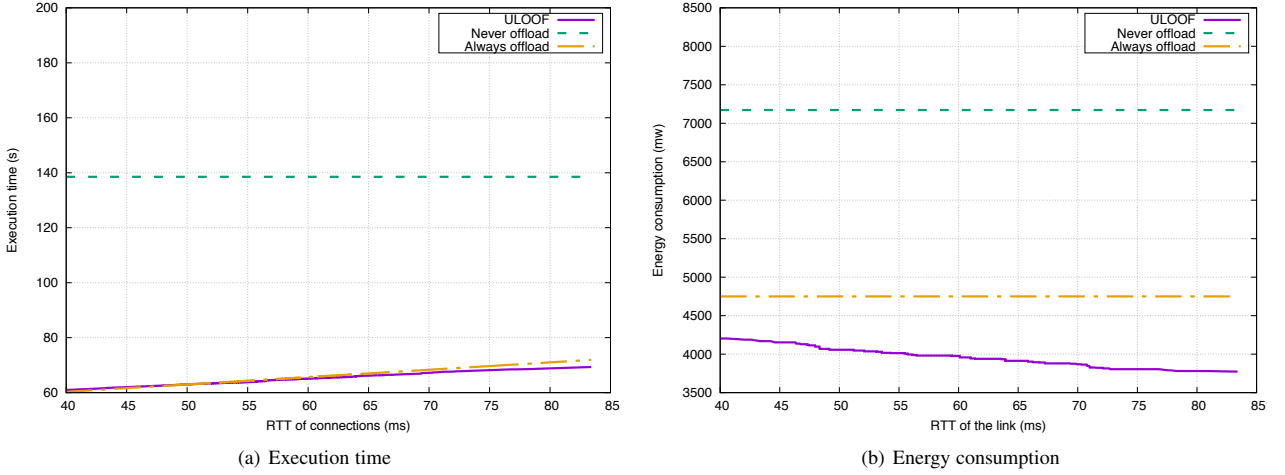 200
180
160
140
120
100
80
60
Execution time (s)
40 45 50 55 60 65 70 75 80 85
RTT of connections (ms)
ULOOF
Never offload
Always offload
(a) Execution time
8500
8000
7500
7000
6500
6000
5500
5000
4500
4000
3500
Energy consumption (mw)
40 45 50 55 60 65 70 75 80 85
RTT of the link (ms)
ULOOF
Never offload
Always offload
(b) Energy consumption